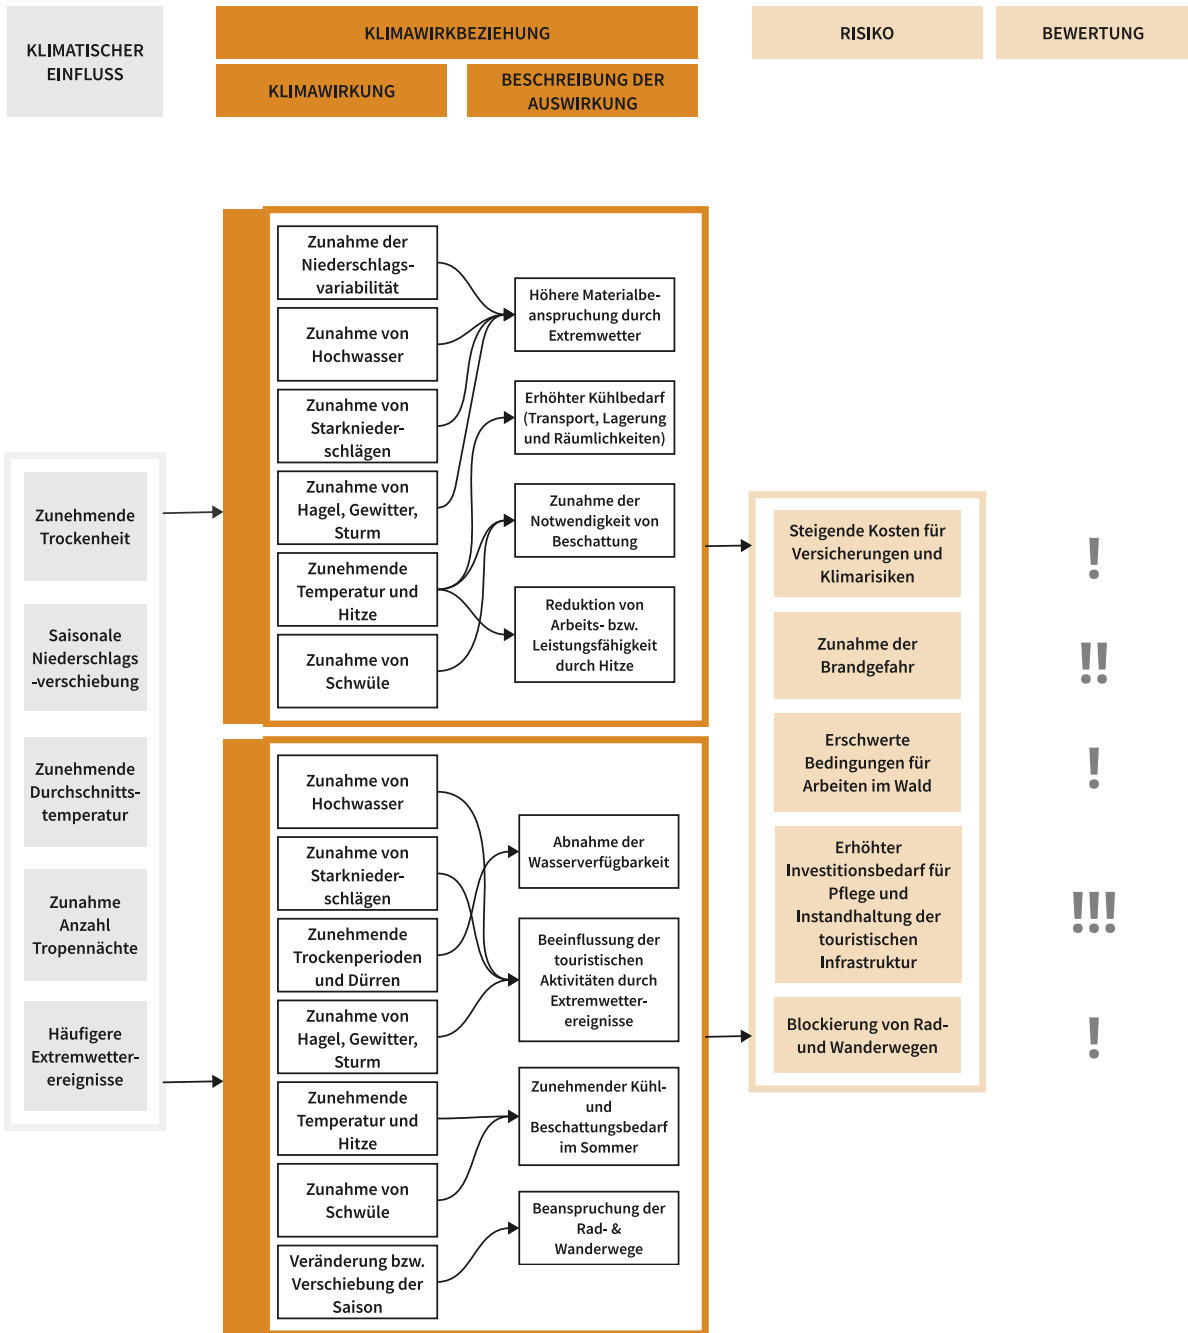 KLIMATISCHER
EINFLUSS
KLIMAWIRKBEZIEHUNG
KLIMAWIRKUNG
BESCHREIBUNG DER
AUSWIRKUNG
RISIKO
BEWERTUNG
Zunehmende
Trockenheit
Saisonale
Niederschlags
-verschiebung
Zunehmende
Durchschnitts-
temperatur
Zunahme
Anzahl
Tropennächte
Häufigere
Extremwetter-
ereignisse
Zunahme der
Niederschlags-
variabilität
Zunahme von
Hochwasser
Zunahme von
Starknieder-
schlägen
Zunahme von
Hagel, Gewitter,
Sturm
Zunehmende
Temperatur und
Hitze
Zunahme von
Schwüle
Höhere Materialbe-
anspruchung durch
Extremwetter
Erhöhter Kühlbedarf
(Transport, Lagerung
und Räumlichkeiten)
Zunahme der
Notwendigkeit von
Beschattung
Reduktion von
Arbeits- bzw.
Leistungsfähigkeit
durch Hitze
Zunahme von
Hochwasser
Zunahme von
Starknieder-
schlägen
Zunehmende
Trockenperioden
und Dürren
Zunahme von
Hagel, Gewitter,
Sturm
Zunehmende
Temperatur und
Hitze
Zunahme von
Schwüle
Veränderung bzw.
Verschiebung der
Saison
Abnahme der
Wasserverfügbarkeit
Beeinflussung der
touristischen
Aktivitäten durch
Extremwetter-
ereignisse
Zunehmender Kühl-
und
Beschattungsbedarf
im Sommer
Beanspruchung der
Rad- &
Wanderwege
Steigende Kosten für
Versicherungen und
Klimarisiken
!
Zunahme der
Brandgefahr
!!
Erschwerte
Bedingungen für
Arbeiten im Wald
!
Erhöhter
Investitionsbedarf für
Pflege und
Instandhaltung der
touristischen
Infrastruktur
!!!
Blockierung von Rad-
und Wanderwegen
!